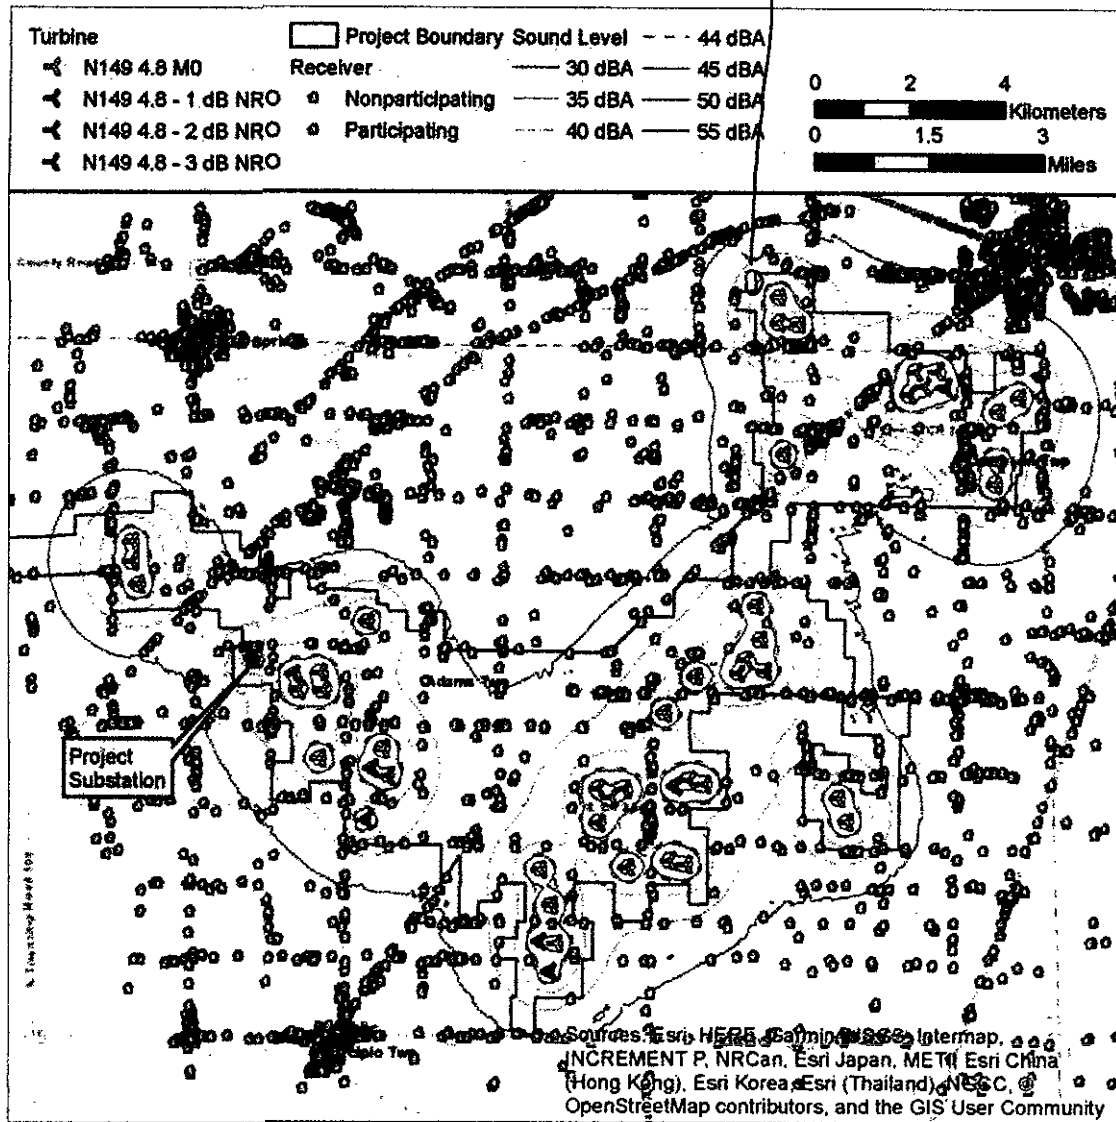 Turbine
N149 4.8 M0
N149 4.8 - 1 dB NRO
N149 4.8 - 2 dB NRO
N149 4.8 - 3 dB NRO
Project Boundary
Receiver
Nonparticipating
Participating
Sound Level
30 dBA
35 dBA
40 dBA
44 dBA
45 dBA
50 dBA
55 dBA
0 2 4
Kilometers
0 1.5 3
Miles
Adams Twp
Project
Substation
Sources: Esri, HERE, Garmin, USGS, Intermap,
INCREMENT P, NRCan, Esri Japan, METI, Esri China
(Hong Kong), Esri Korea, Esri (Thailand), NGCC, ©
OpenStreetMap contributors, and the GIS User Community